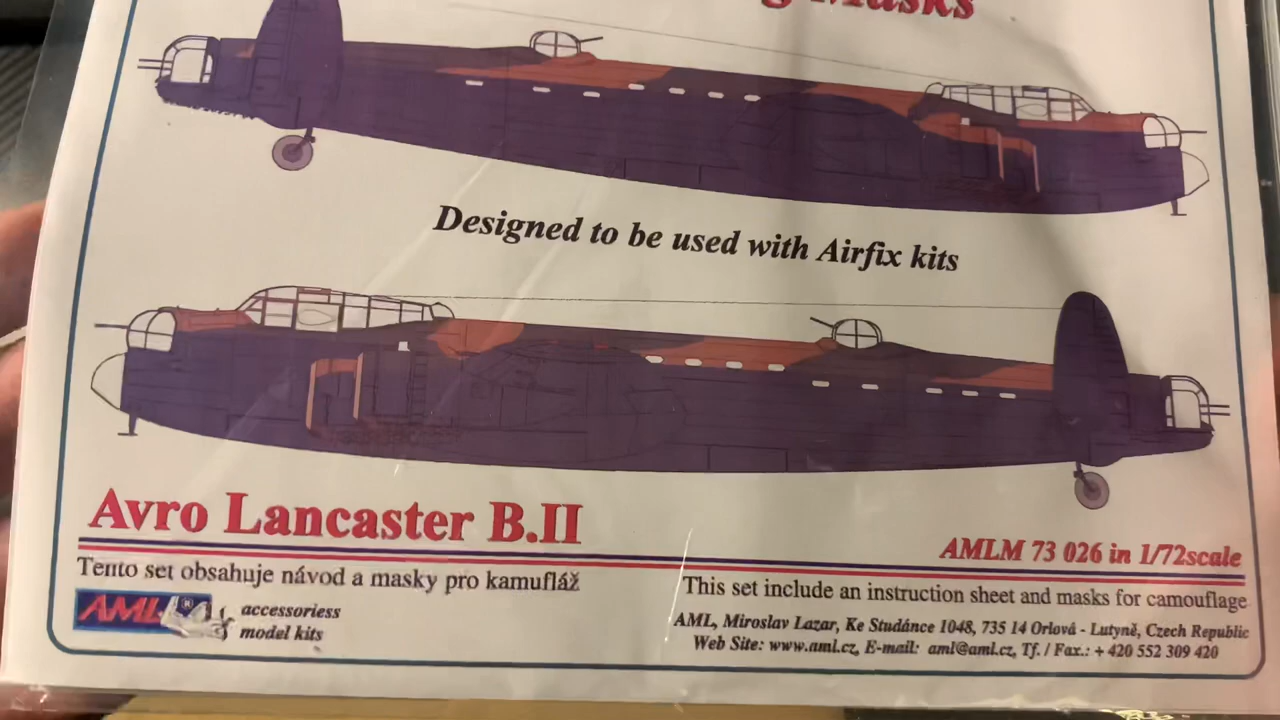 g Masks
Designed to be used with Airfix kits
Avro Lancaster B.II
AMLM 73 026 in 1/72scale
Tento set obsahuje návod a masky pro kamufláž
This set include an instruction sheet and masks for camouflage
AML ®
accessoriess
model kits
AML, Miroslav Lazar, Ke Studánce 1048, 735 14 Orlová - Lutyně, Czech Republic
Web Site: www.aml.cz, E-mail: aml@aml.cz, Tf. / Fax.: + 420 552 309 420